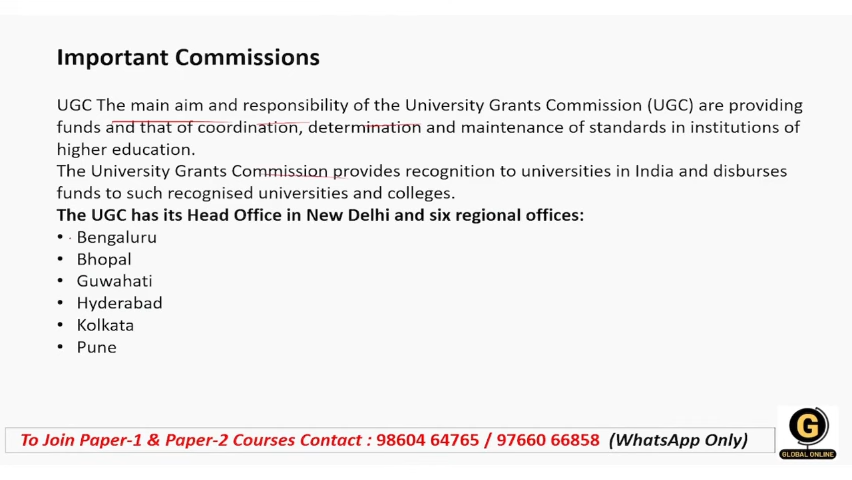 Important Commissions
UGC The main aim and responsibility of the University Grants Commission (UGC) are providing
funds and that of coordination, determination and maintenance of standards in institutions of
higher education.
The University Grants Commission provides recognition to universities in India and disburses
funds to such recognised universities and colleges.
The UGC has its Head Office in New Delhi and six regional offices:
• Bengaluru
• Bhopal
• Guwahati
• Hyderabad
• Kolkata
• Pune
To Join Paper-1 & Paper-2 Courses Contact : 98604 64765 / 97660 66858 (WhatsApp Only)
G
GLOBAL ONLINE